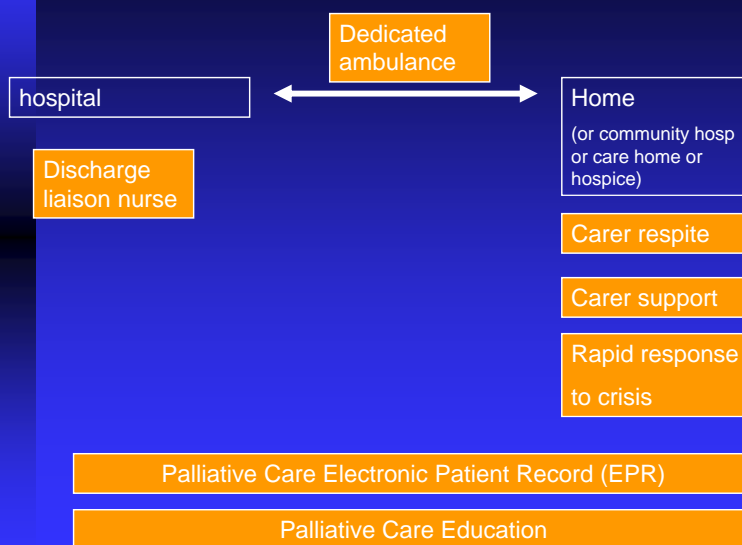 Dedicated
ambulance
hospital
Home
(or community hosp
or care home or
hospice)
Discharge
liaison nurse
Carer respite
Carer support
Rapid response
to crisis
Palliative Care Electronic Patient Record (EPR)
Palliative Care Education